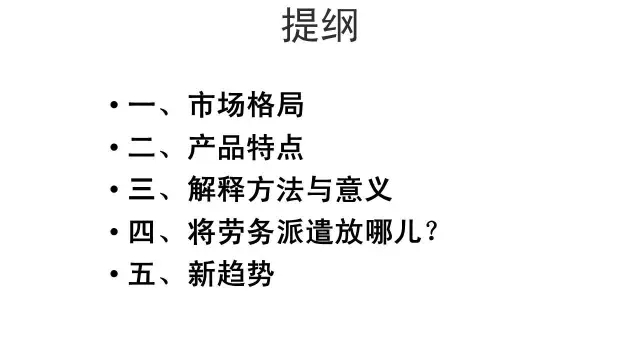 提纲
• 一、市场格局
• 二、产品特点
• 三、解释方法与意义
• 四、将劳务派遣放哪儿？
• 五、新趋势